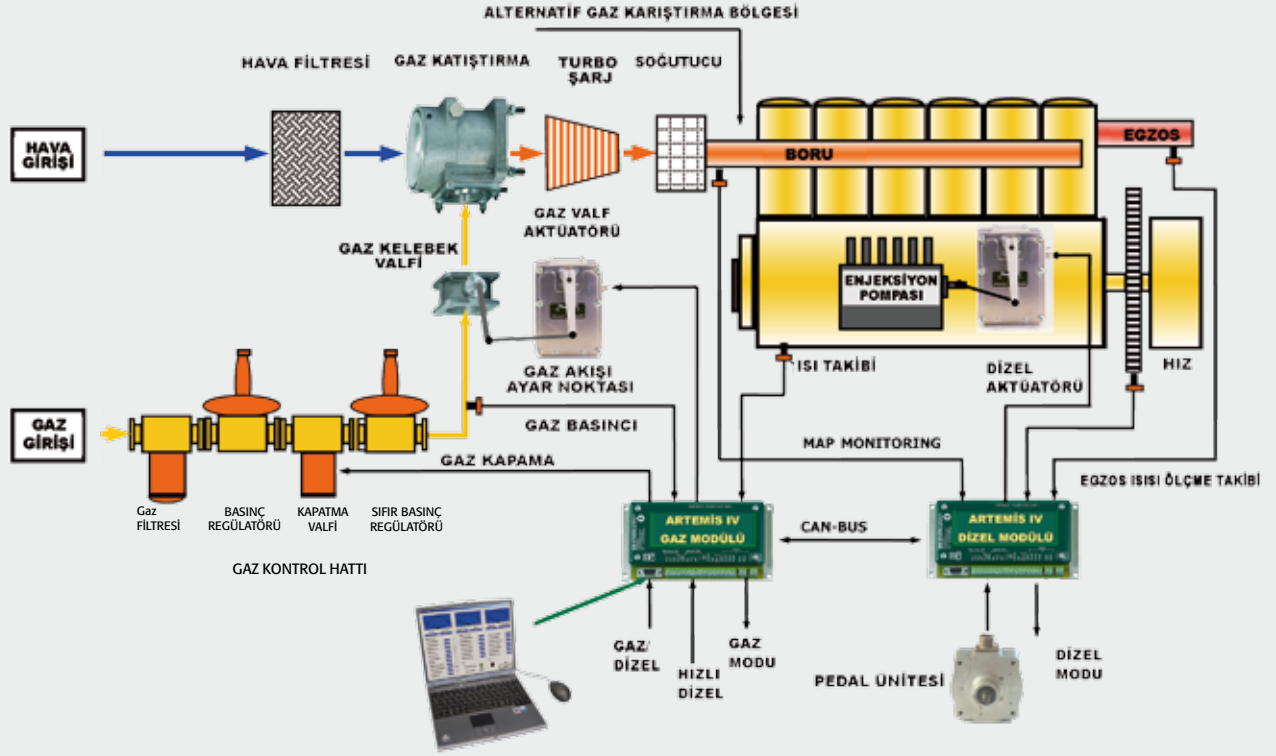 ALTERNATİF GAZ KARIŞTIRMA BÖLGESİ
HAVA FİLTRESİ
GAZ KATIŞTIRMA
TURBO
ŞARJ
SOĞUTUCU
HAVA
GİRİŞİ
BORU
EGZOS
GAZ VALF
AKTÜATÖRÜ
GAZ KELEBEK
VALFİ
ENJEKSİYON
POMPASI
GAZ AKIŞI
AYAR NOKTASI
ISI TAKİBİ
DİZEL
AKTÜATÖRÜ
HIZ
GAZ
GİRİŞİ
GAZ BASINCI
MAP MONITORING
GAZ KAPAMA
EGZOS ISISI ÖLÇME TAKİBİ
Gaz
FİLTRESİ
BASINÇ
REGÜLATÖRÜ
KAPATMA
VALFİ
SIFIR BASINÇ
REGÜLATÖRÜ
GAZ KONTROL HATTI
ARTEMİS IV
GAZ MODÜLÜ
CAN-BUS
ARTEMİS IV
DİZEL MODÜLÜ
GAZ/
DİZEL
HIZLI
DİZEL
GAZ
MODU
PEDAL ÜNİTESİ
DİZEL
MODU